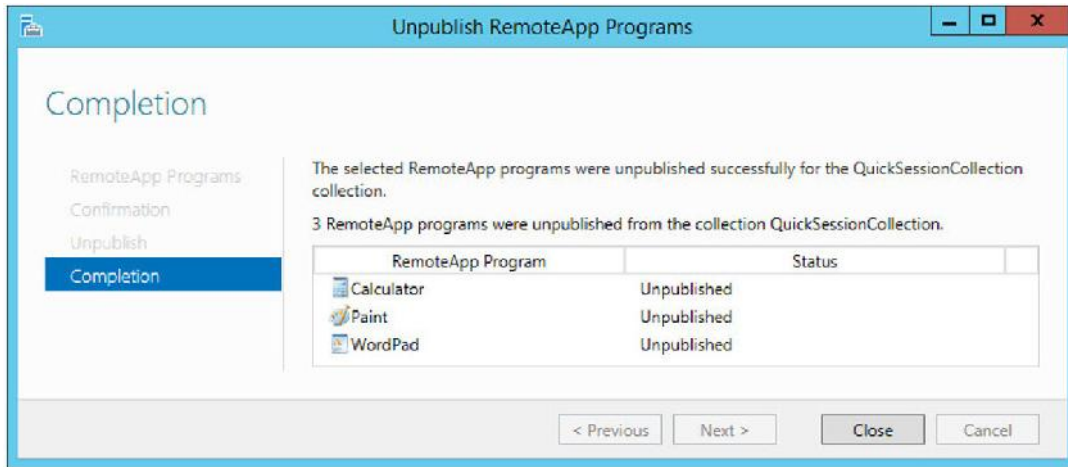 Unpublish RemoteApp Programs
Completion
RemoteApp Programs
Confirmation
Unpublish
Completion
The selected RemoteApp programs were unpublished successfully for the QuickSessionCollection
collection.
3 RemoteApp programs were unpublished from the collection QuickSessionCollection.
RemoteApp Program Status
Calculator Unpublished
Paint Unpublished
WordPad Unpublished
< Previous Next > Close Cancel